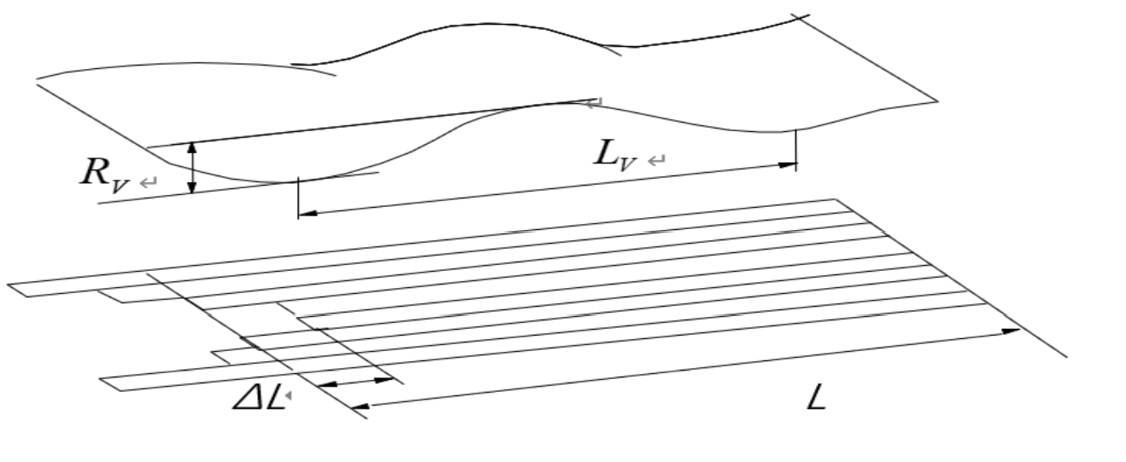 L_V ↵
R_V ↵
ΔL
L